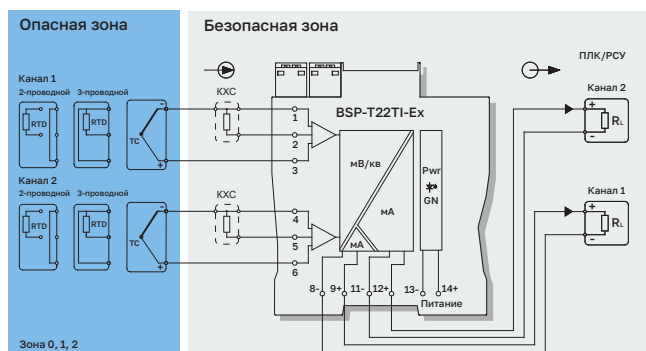 Опасная зона
Безопасная зона
ПЛК/РСУ
Канал 1
2-проводной 3-проводной
КХС
Канал 2
BSP-T22TI-Ex
RTD
RTD
TC
-
+
1
2
3
мВ/кв
мА
мА
Pwr
GN
+
-
RL
Канал 2
2-проводной 3-проводной
КХС
Канал 1
RTD
RTD
TC
-
+
4
5
6
+
-
RL
8- 9+ 11- 12+ 13- 14+
Питание
Зона 0, 1, 2